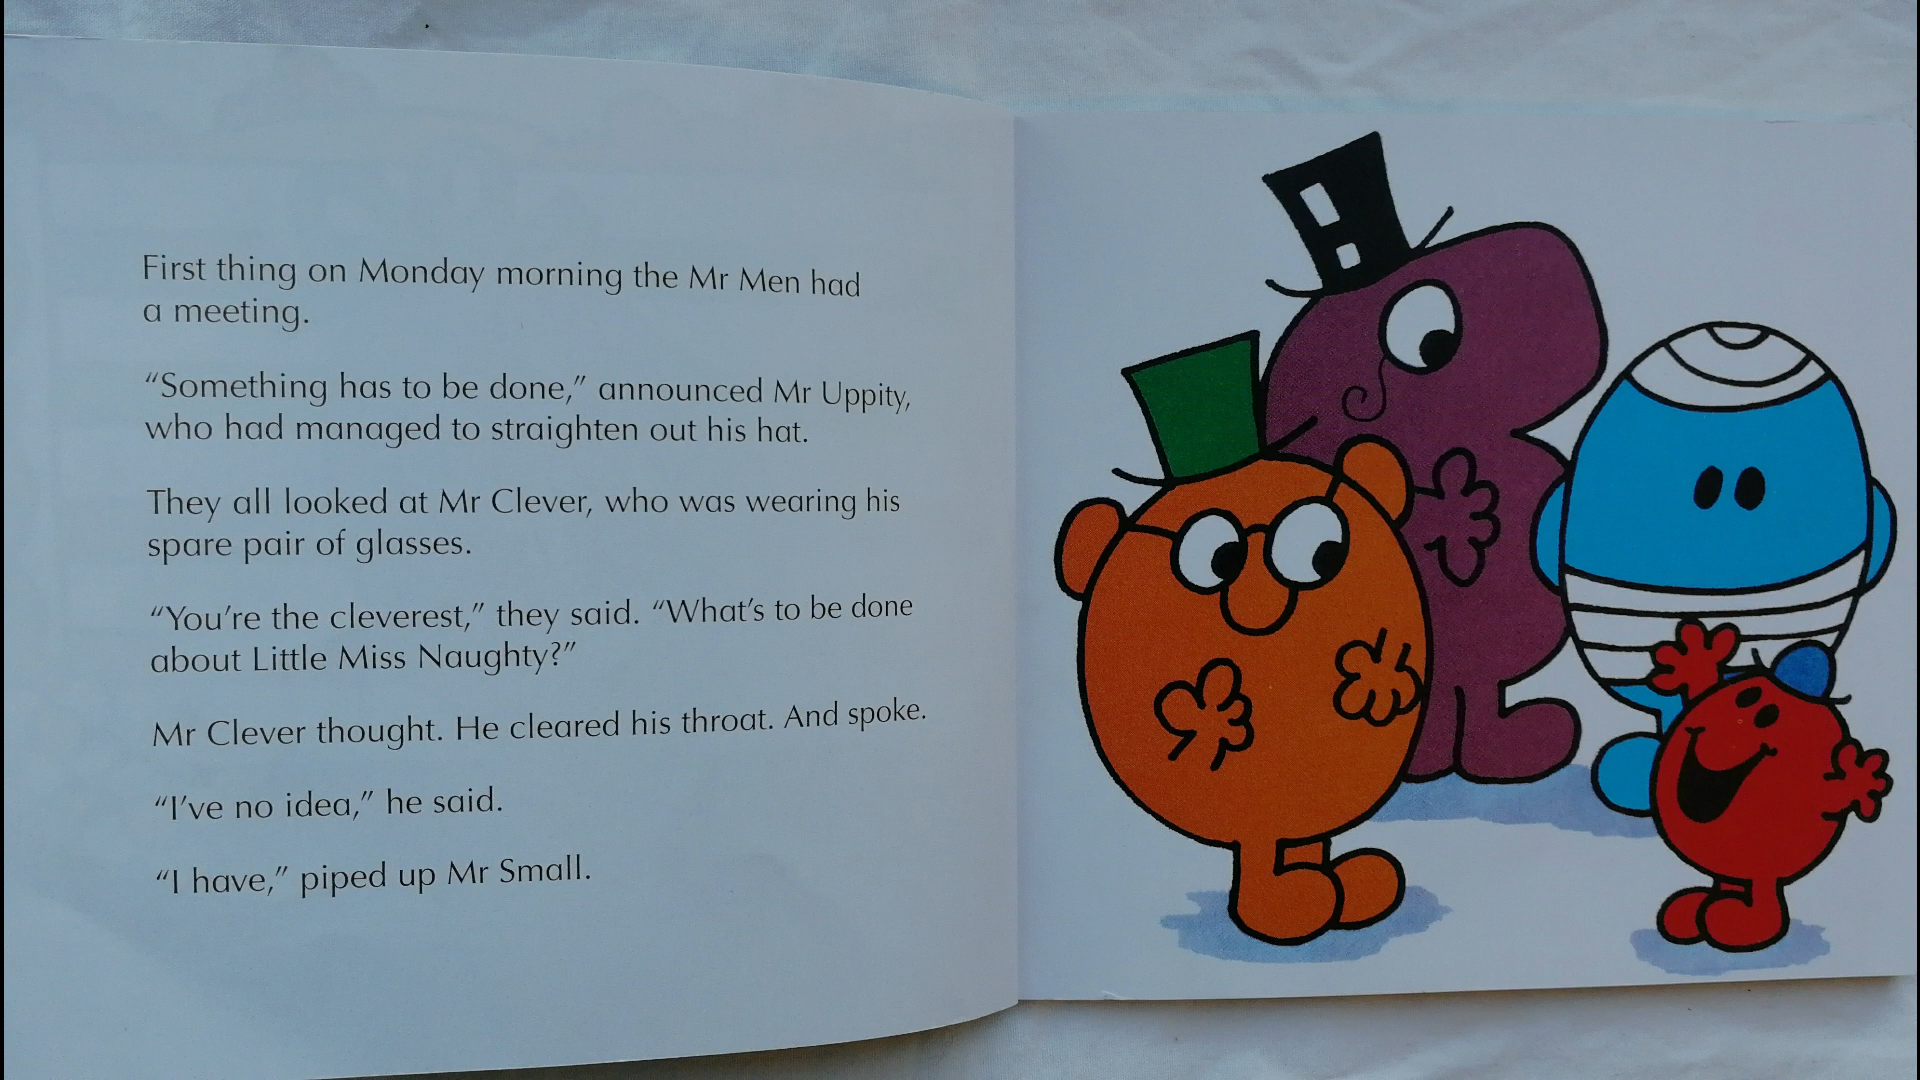 First thing on Monday morning the Mr Men had
a meeting.
“Something has to be done,” announced Mr Uppity,
who had managed to straighten out his hat.
They all looked at Mr Clever, who was wearing his
spare pair of glasses.
“You’re the cleverest,” they said. “What’s to be done
about Little Miss Naughty?”
Mr Clever thought. He cleared his throat. And spoke.
“I’ve no idea,” he said.
“I have,” piped up Mr Small.